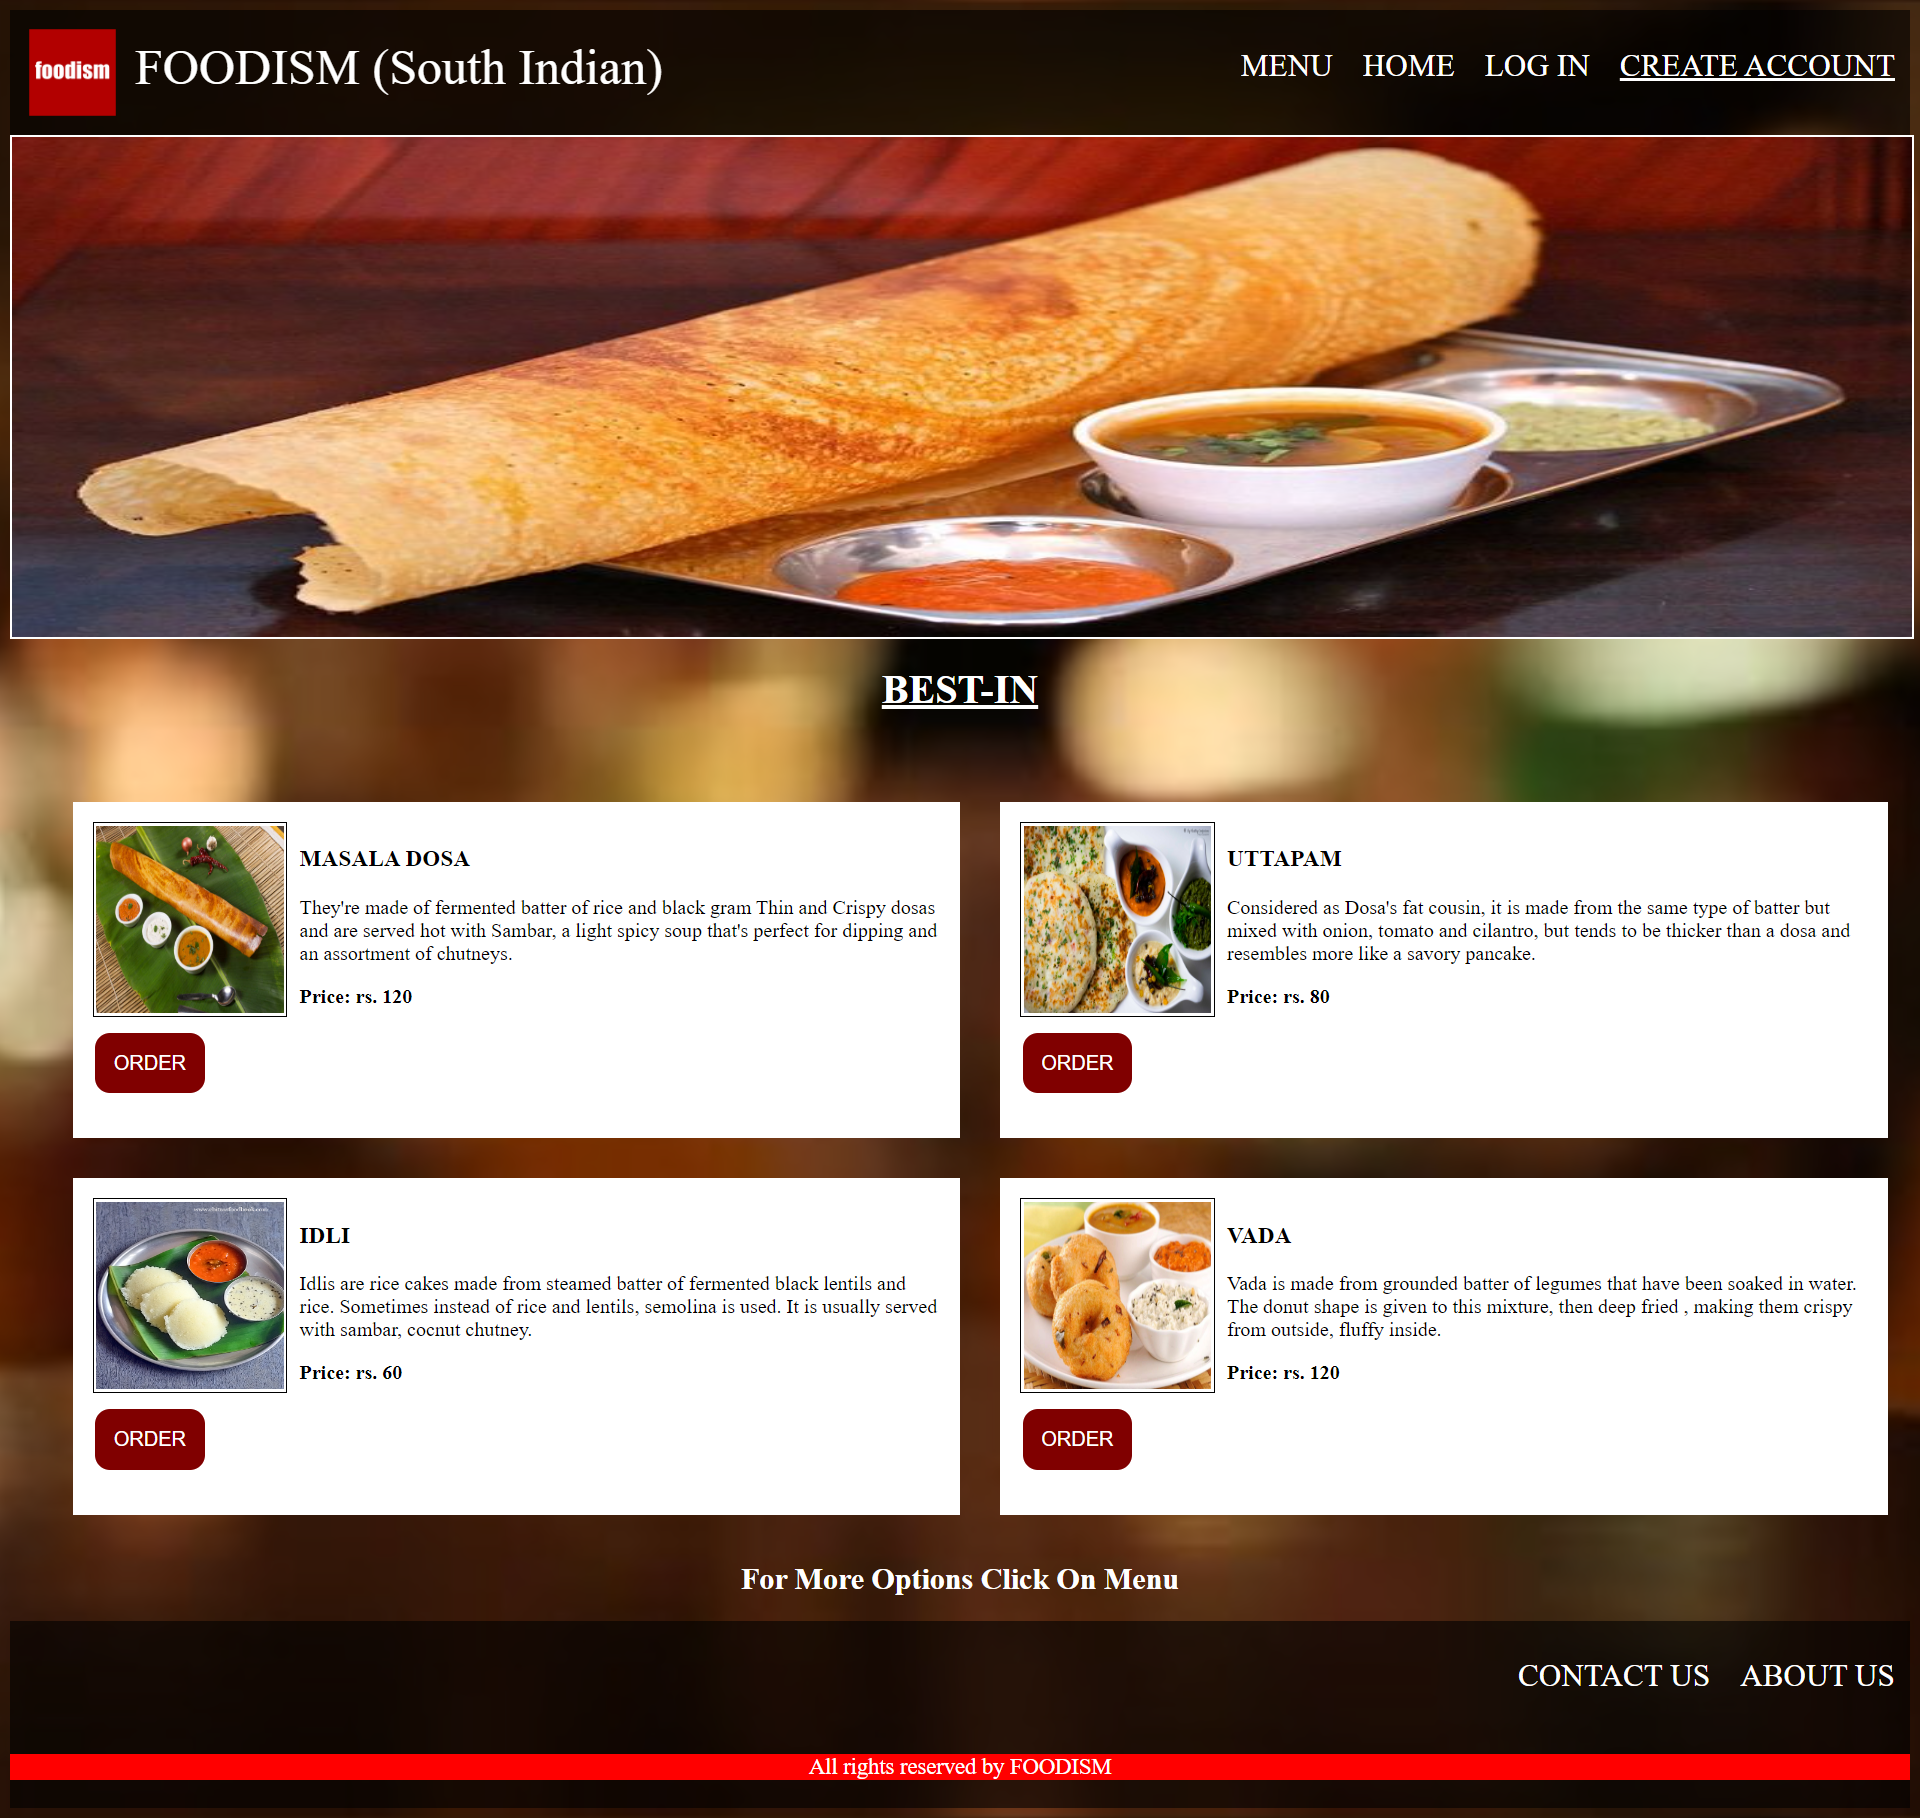 foodism
FOODISM (South Indian)
MENU HOME LOG IN CREATE ACCOUNT
BEST-IN
MASALA DOSA
They're made of fermented batter of rice and black gram Thin and Crispy dosas
and are served hot with Sambar, a light spicy soup that's perfect for dipping and
an assortment of chutneys.
Price: rs. 120
ORDER
UTTAPAM
Considered as Dosa's fat cousin, it is made from the same type of batter but
mixed with onion, tomato and cilantro, but tends to be thicker than a dosa and
resembles more like a savory pancake.
Price: rs. 80
ORDER
IDLI
Idlis are rice cakes made from steamed batter of fermented black lentils and
rice. Sometimes instead of rice and lentils, semolina is used. It is usually served
with sambar, cocnut chutney.
Price: rs. 60
ORDER
VADA
Vada is made from grounded batter of legumes that have been soaked in water.
The donut shape is given to this mixture, then deep fried , making them crispy
from outside, fluffy inside.
Price: rs. 120
ORDER
For More Options Click On Menu
CONTACT US ABOUT US
All rights reserved by FOODISM